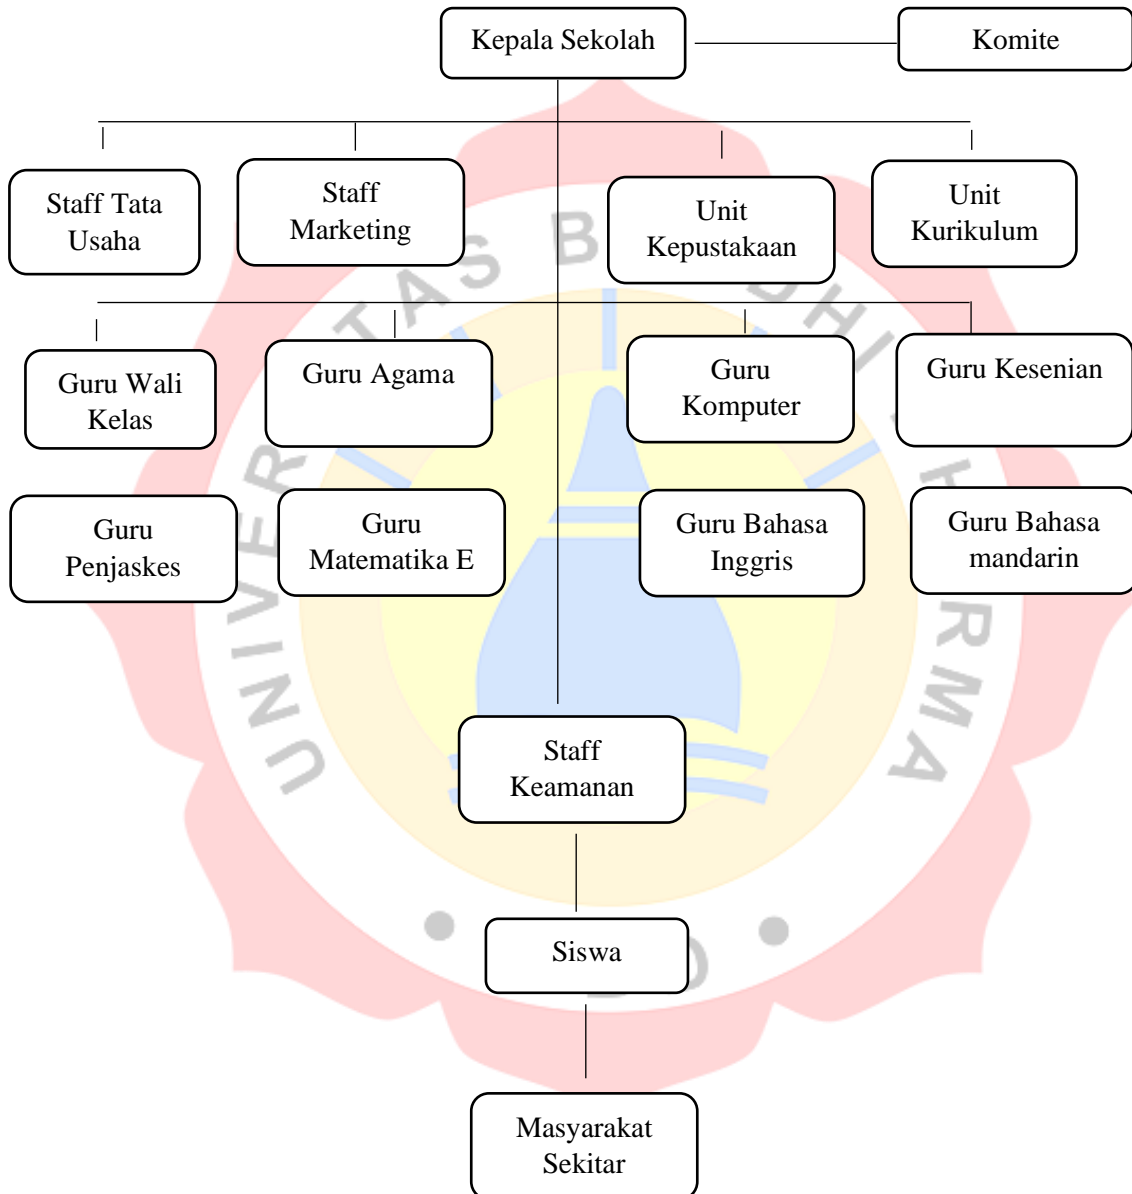 Kepala Sekolah
Komite
Staff Tata
Usaha
Staff
Marketing
Unit
Kepustakaan
Unit
Kurikulum
Guru Wali
Kelas
Guru Agama
Guru
Komputer
Guru Kesenian
Guru
Penjaskes
Guru
Matematika E
Guru Bahasa
Inggris
Guru Bahasa
mandarin
Staff
Keamanan
Siswa
Masyarakat
Sekitar